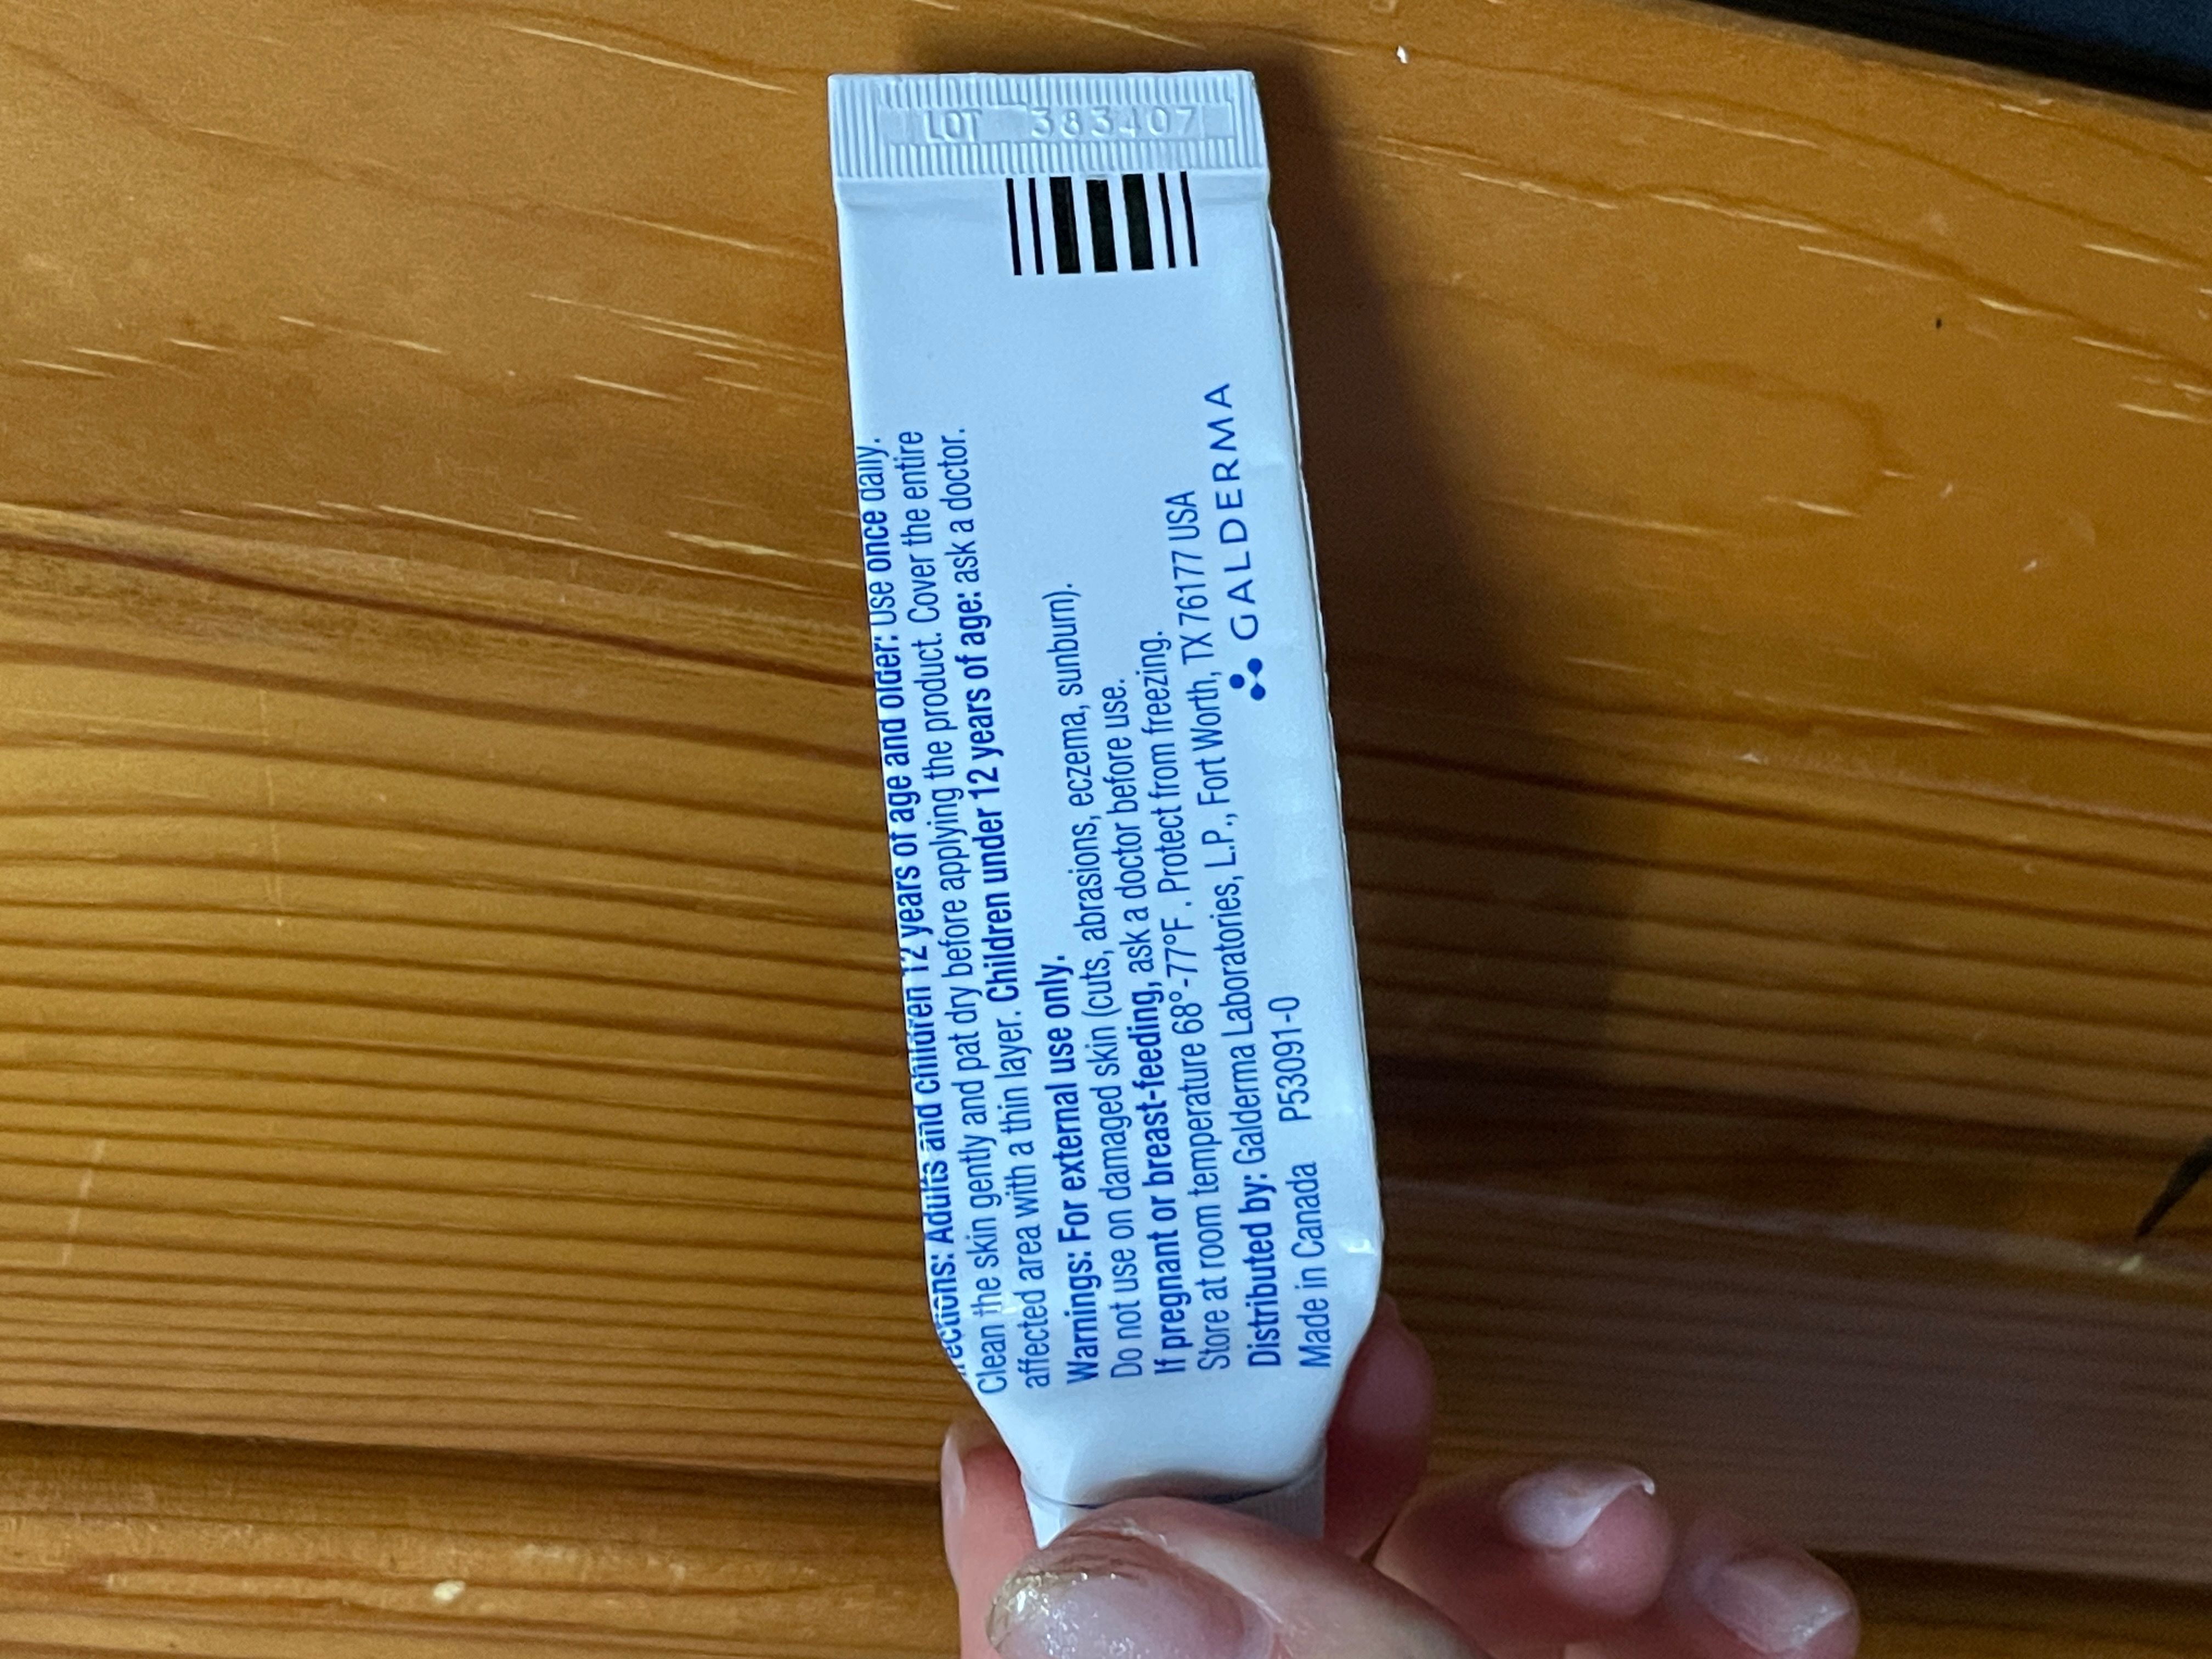 LOT 383407
rections: Adults and children 12 years of age and older: Use once daily.
Clean the skin gently and pat dry before applying the product. Cover the entire
affected area with a thin layer. Children under 12 years of age: ask a doctor.
Warnings: For external use only.
Do not use on damaged skin (cuts, abrasions, eczema, sunburn).
If pregnant or breast-feeding, ask a doctor before use.
Store at room temperature 68°-77°F. Protect from freezing.
Distributed by: Galderma Laboratories, L.P., Fort Worth, TX 76177 USA
Made in Canada P53091-0
GALDERMA